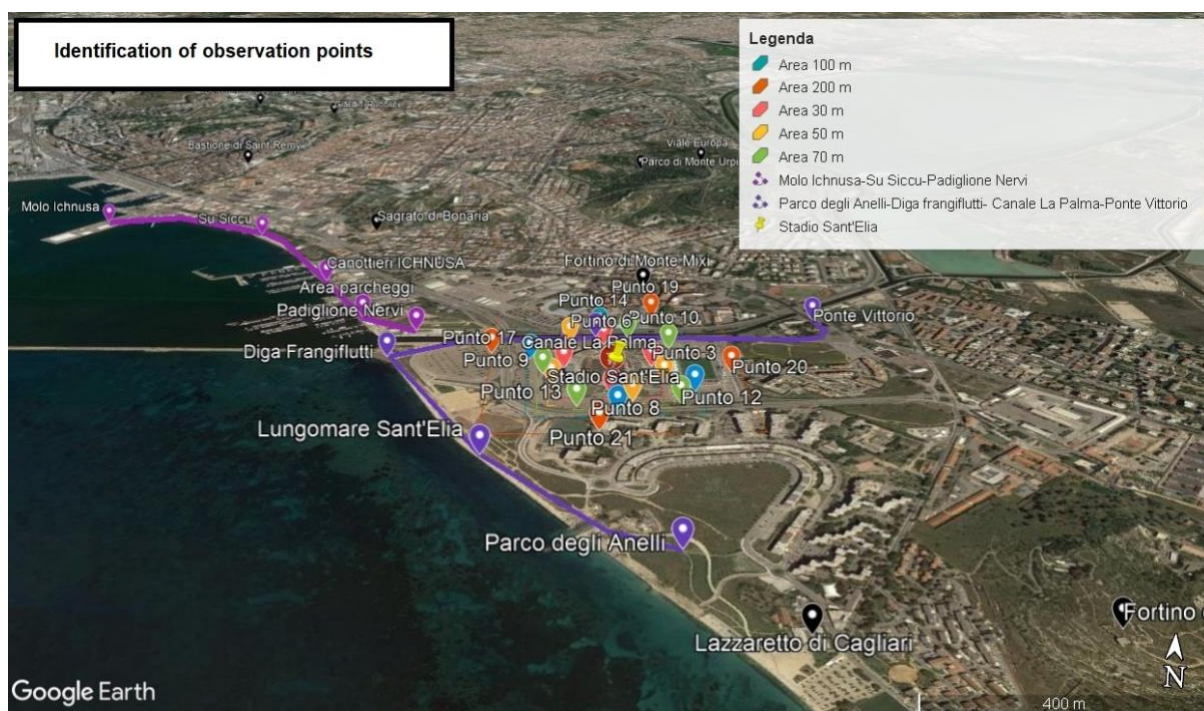 Identification of observation points
Legenda
Area 100 m
Area 200 m
Area 30 m
Area 50 m
Area 70 m
Molo Ichnusa-Su Siccu-Padiglione Nervi
Parco degli Anelli-Diga frangiflutti- Canale La Palma-Ponte Vittorio
Stadio Sant'Elia
Bastione di Saint Remy
Viale Europa
Parco di Monte Urpi
Molo Ichnusa
Su Siccu
Sagrato di Bonaria
Canottieri ICHNUSA
Fortino di Monte Mixi
Area parcheggi
Punto 19
Punto 14
Padiglione Nervi
Punto 6
Punto 10
Ponte Vittorio
Punto 17
Canale La Palma
Diga Frangiflutti
Punto 9
Punto 3
Stadio Sant'Elia
Punto 20
Punto 13
Punto 8
Punto 12
Lungomare Sant'Elia
Punto 21
Parco degli Anelli
Lazzaretto di Cagliari
Fortino
N
Google Earth
400 m